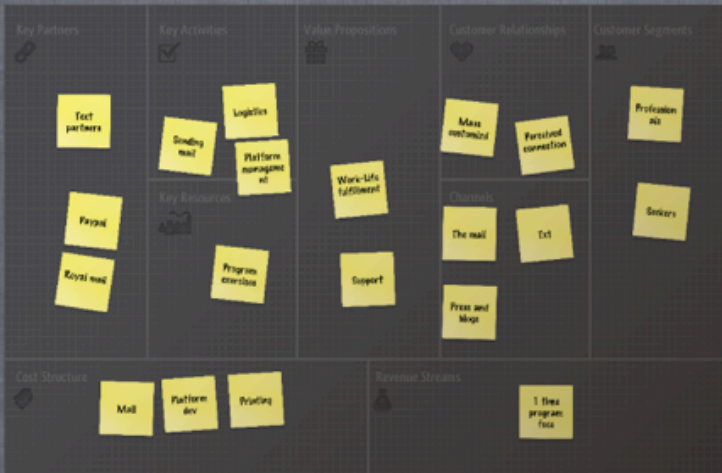 Key Partners
Text
partners
Paypal
Royal mail
Key Activities
Logistics
Sending
mail
Platform
manageme
nt
Key Resources
Program
exercises
Value Propositions
Work-Life
fulfillment
Support
Customer Relationships
Mass
customized
Perceived
connection
Channels
The mail
Txt
Press and
blogs
Customer Segments
Profession
als
Seekers
Cost Structure
Mail
Platform
dev
Printing
Revenue Streams
1 time
program
fees